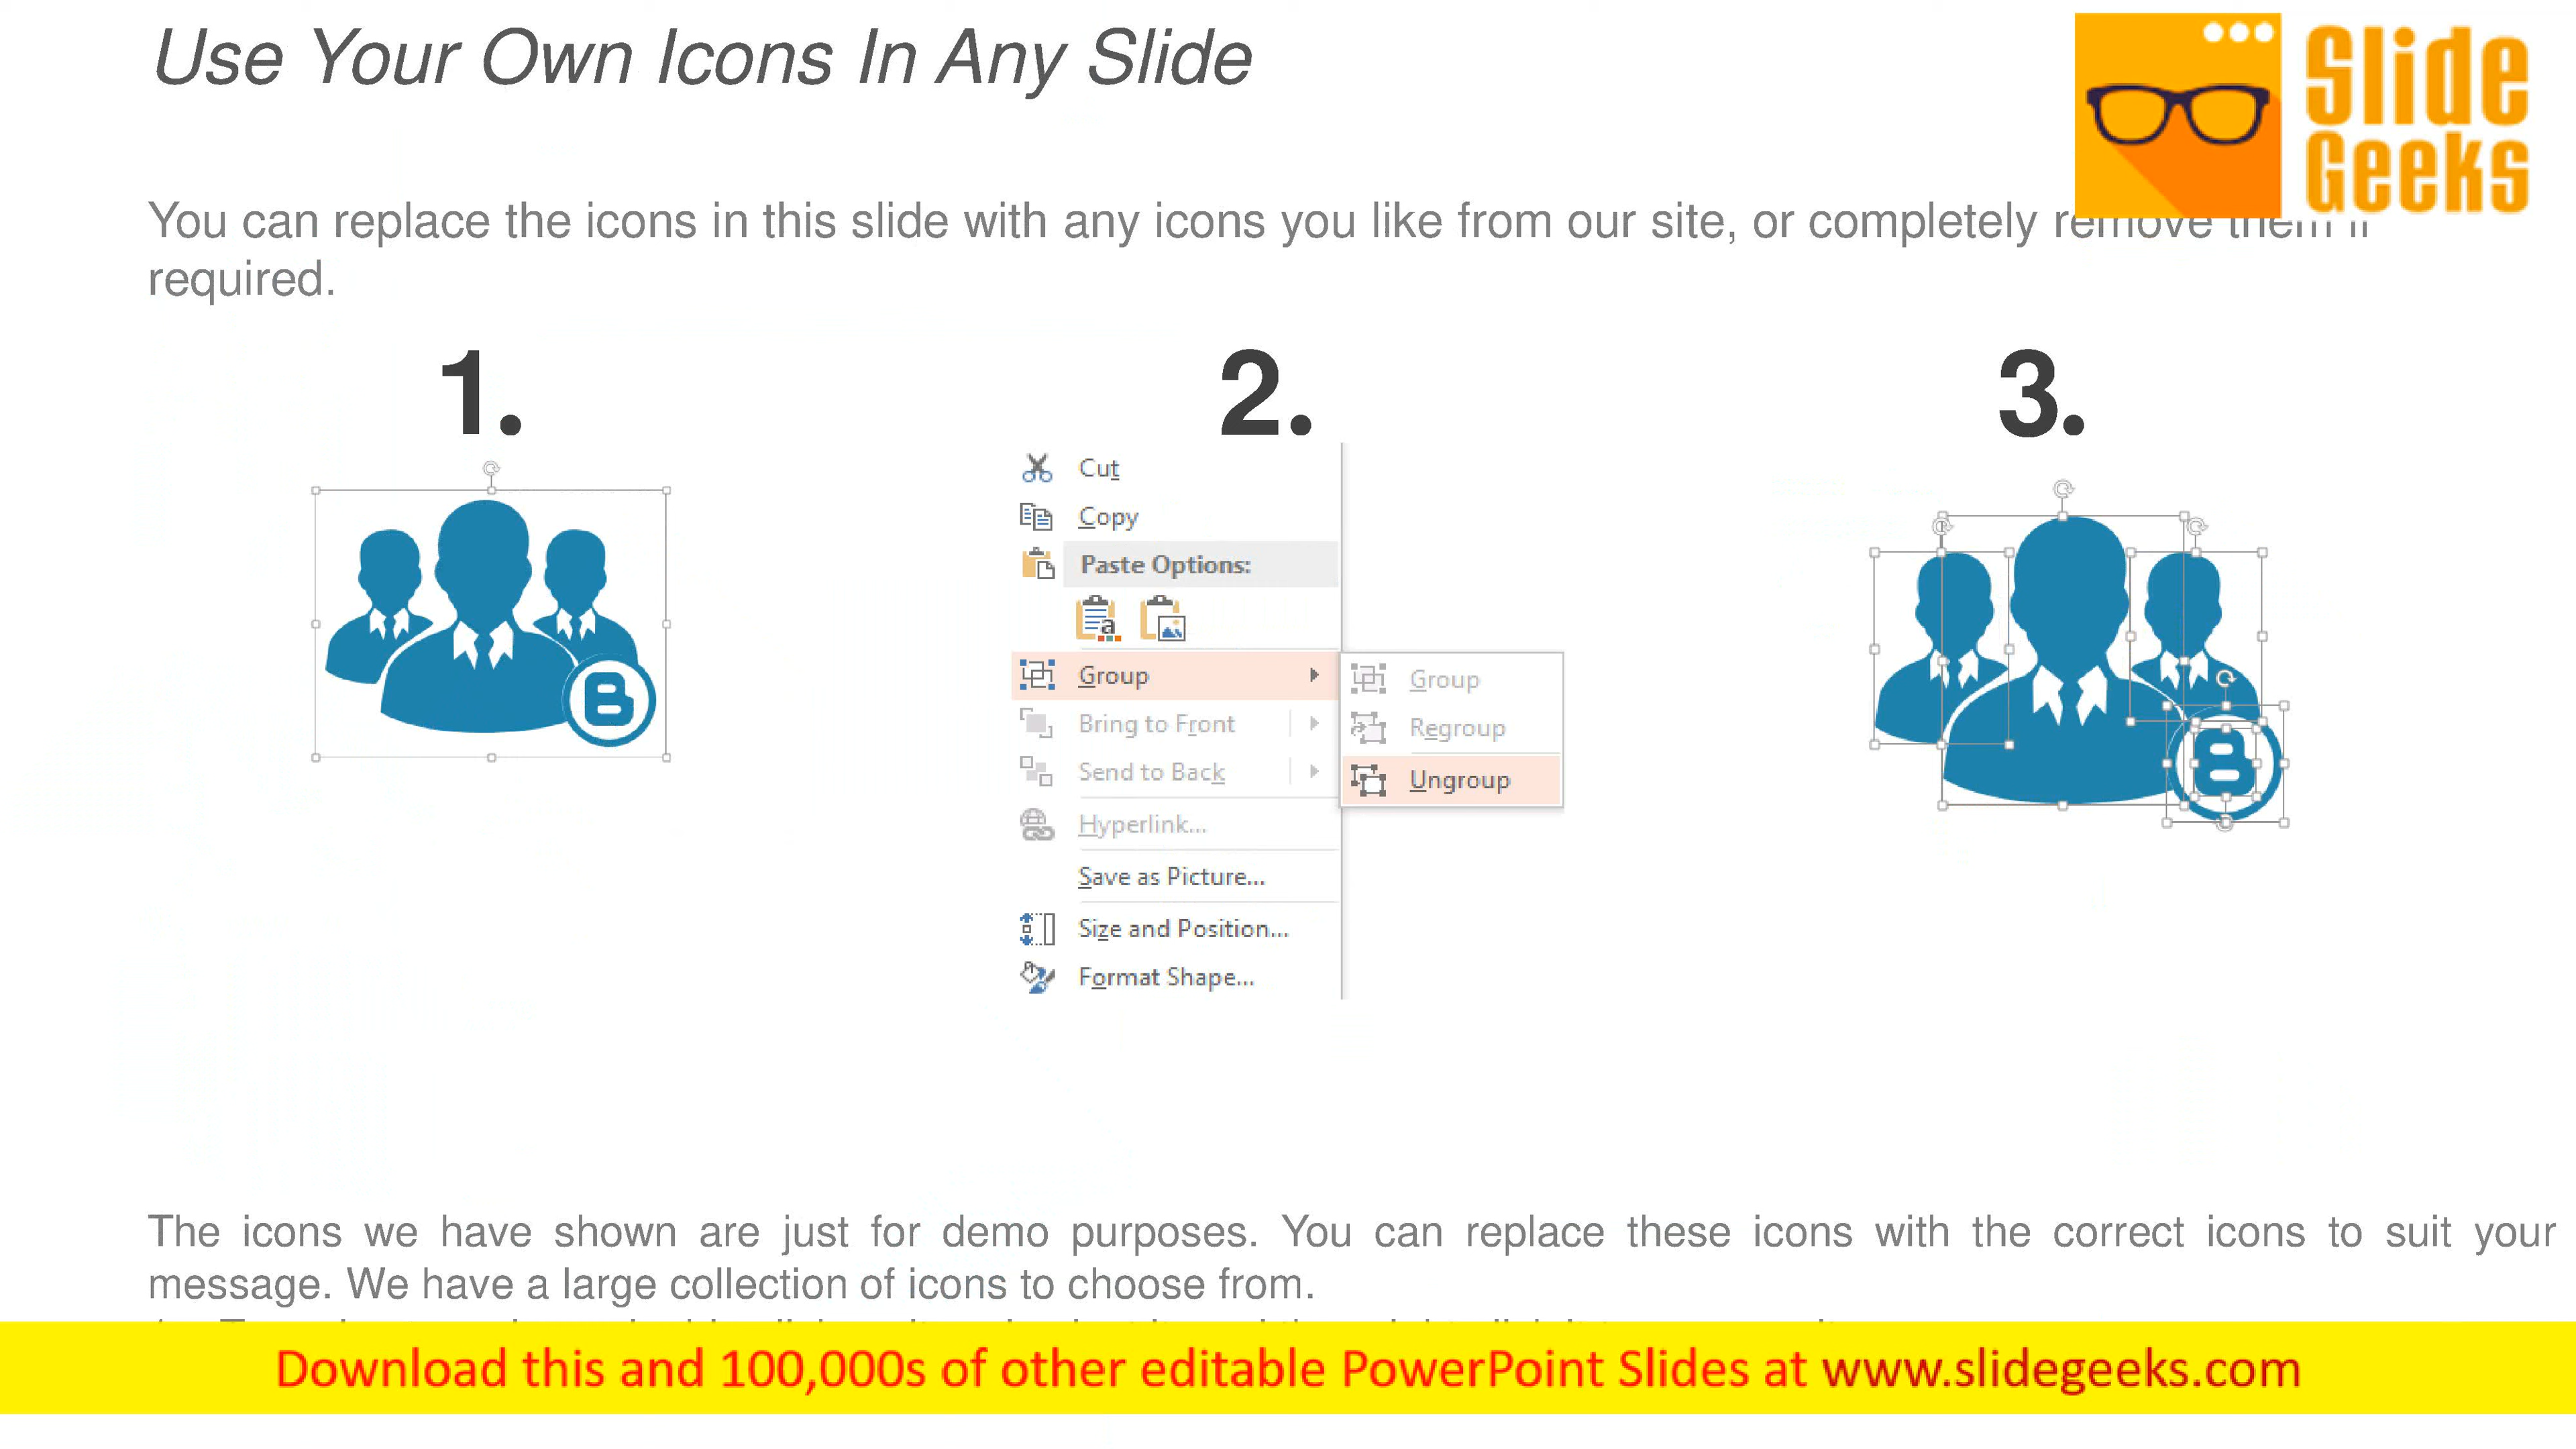 Use Your Own Icons In Any Slide
Slide
Geeks
You can replace the icons in this slide with any icons you like from our site, or completely remove them if
required.
1.
2.
3.
Cut
Copy
Paste Options:
a
Group
Group
Bring to Front
Regroup
Send to Back
Ungroup
Hyperlink...
Save as Picture...
Size and Position...
Format Shape...
B
B
The icons we have shown are just for demo purposes. You can replace these icons with the correct icons to suit your
message. We have a large collection of icons to choose from.
Download this and 100,000s of other editable PowerPoint Slides at www.slidegeeks.com